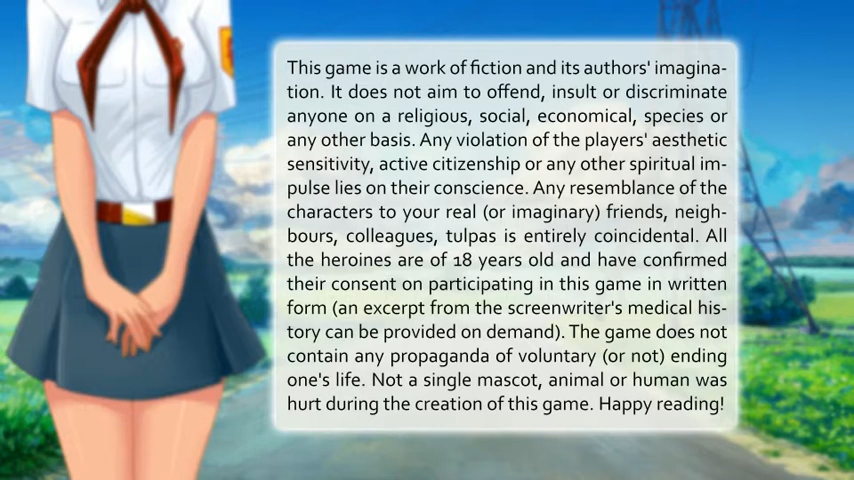 This game is a work of fiction and its authors' imagina-
tion. It does not aim to offend, insult or discriminate
anyone on a religious, social, economical, species or
any other basis. Any violation of the players' aesthetic
sensitivity, active citizenship or any other spiritual im-
pulse lies on their conscience. Any resemblance of the
characters to your real (or imaginary) friends, neigh-
bours, colleagues, tulpas is entirely coincidental. All
the heroines are of 18 years old and have confirmed
their consent on participating in this game in written
form (an excerpt from the screenwriter's medical his-
tory can be provided on demand). The game does not
contain any propaganda of voluntary (or not) ending
one's life. Not a single mascot, animal or human was
hurt during the creation of this game. Happy reading!